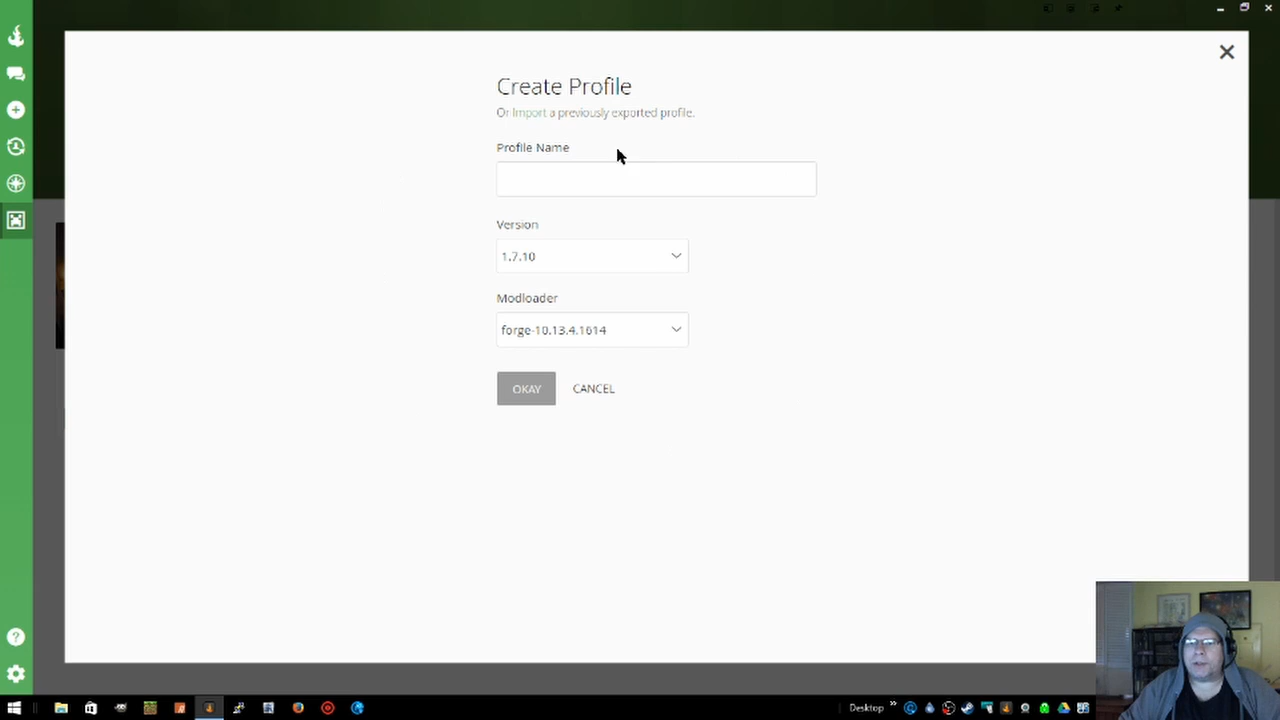 Create Profile
Or Import a previously exported profile.
Profile Name
Version
1.7.10
Modloader
forge-10.13.4.1614
OKAY
CANCEL
Desktop